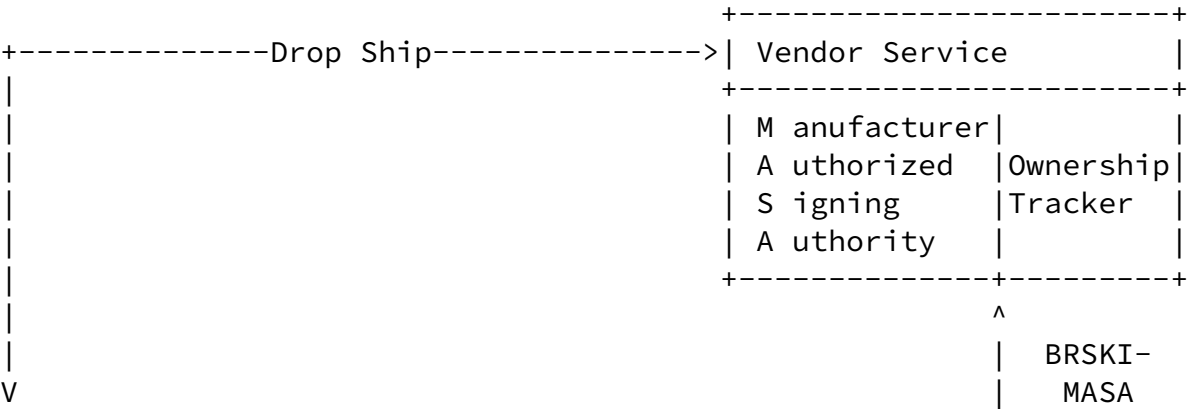 +------------------------+
+--------------Drop Ship--------------->| Vendor Service         |
|                                       +------------------------+
|                                       | M anufacturer|         |
|                                       | A uthorized  |Ownership|
|                                       | S igning     |Tracker  |
|                                       | A uthority   |         |
|                                       +--------------+---------+
|                                                      ^
|                                                      |  BRSKI-
V                                                      |   MASA